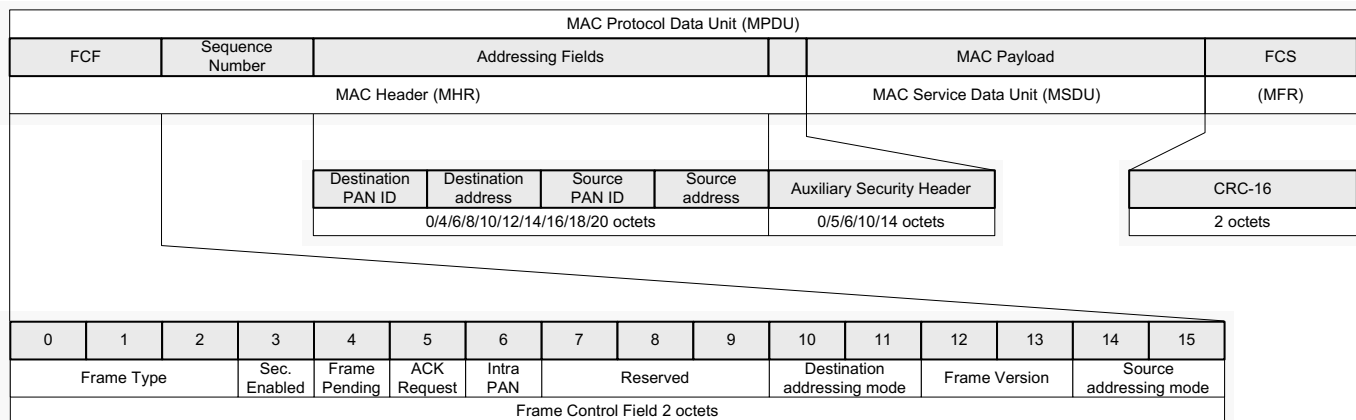 MAC Protocol Data Unit (MPDU)
FCF
Sequence
Number
Addressing Fields
MAC Payload
FCS
MAC Header (MHR)
MAC Service Data Unit (MSDU)
(MFR)
Destination
PAN ID
Destination
address
Source
PAN ID
Source
address
Auxiliary Security Header
CRC-16
0/4/6/8/10/12/14/16/18/20 octets
0/5/6/10/14 octets
2 octets
0 1 2 3 4 5 6 7 8 9 10 11 12 13 14 15
Frame Type
Sec.
Enabled
Frame
Pending
ACK
Request
Intra
PAN
Reserved
Destination
addressing mode
Frame Version
Source
addressing mode
Frame Control Field 2 octets